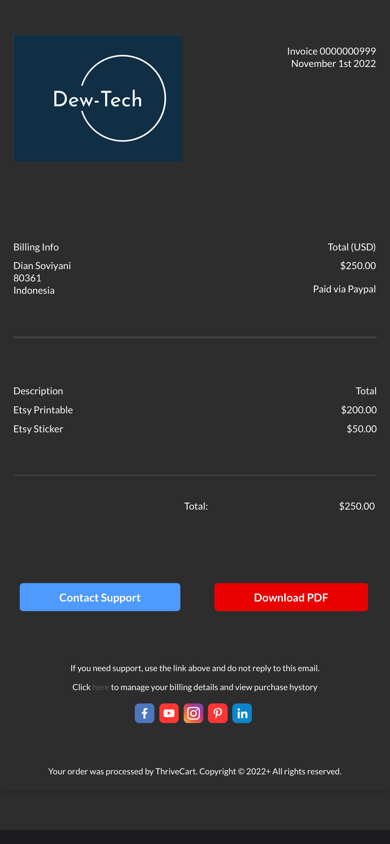 Dew-Tech
Invoice 0000000999
November 1st 2022
Billing Info
Total (USD)
Dian Soviyani
$250.00
80361
Indonesia
Paid via Paypal
Description
Total
Etsy Printable
$200.00
Etsy Sticker
$50.00
Total:
$250.00
Contact Support
Download PDF
If you need support, use the link above and do not reply to this email.
Click here to manage your billing details and view purchase hystory
Your order was processed by ThriveCart. Copyright © 2022+ All rights reserved.